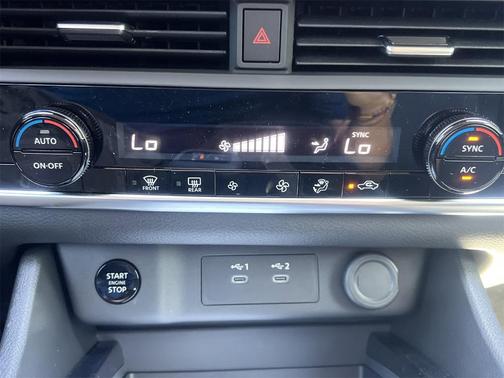 AUTO
ON·OFF
Lo
SYNC
Lo
SYNC
A/C
FRONT
REAR
START
ENGINE
STOP
1
2